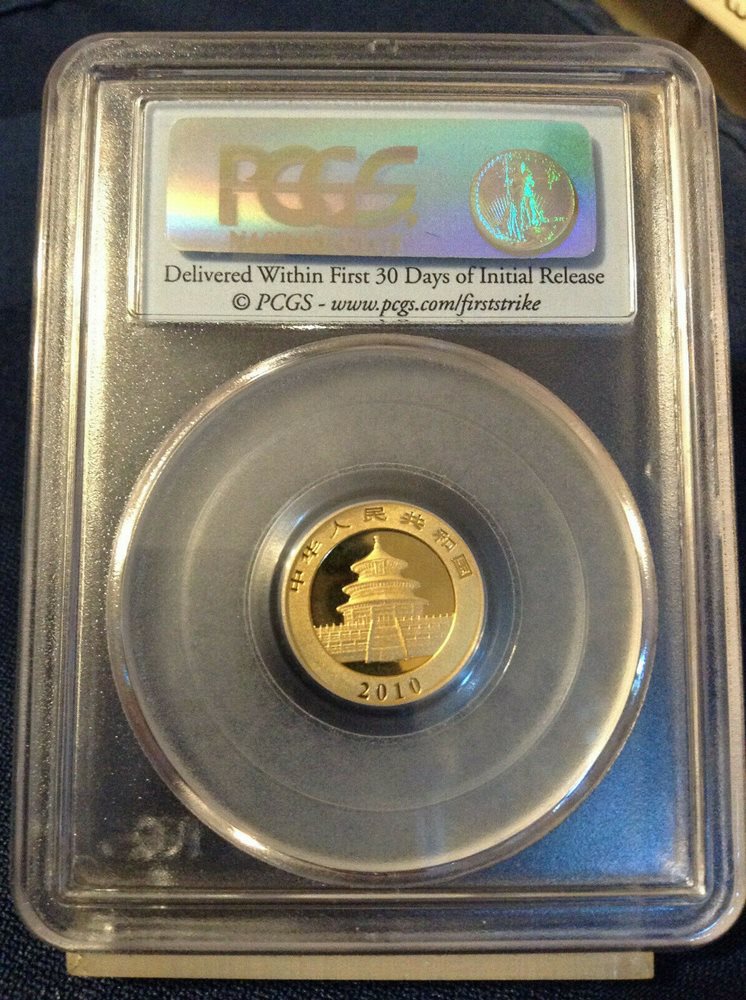 PCGS
Delivered Within First 30 Days of Initial Release
© PCGS - www.pcgs.com/firststrike
中华人民共和国
2010